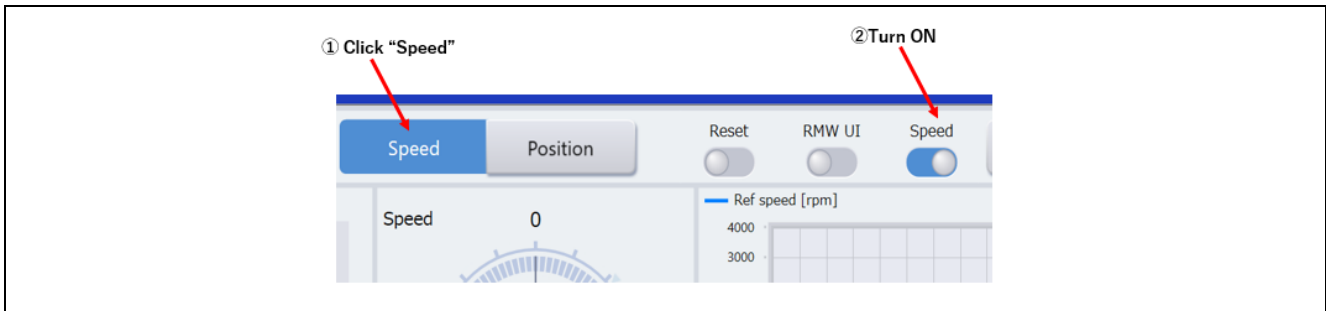 ① Click “Speed”
②Turn ON
Speed
Position
Reset
RMW UI
Speed
Speed
0
Ref speed [rpm]
4000
3000